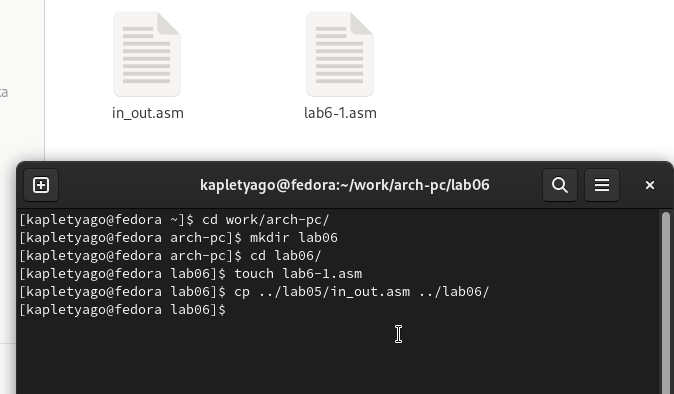 in_out.asm
lab6-1.asm
ka
kapletyago@fedora:~/work/arch-pc/lab06
[kapletyago@fedora ~]$ cd work/arch-pc/
[kapletyago@fedora arch-pc]$ mkdir lab06
[kapletyago@fedora arch-pc]$ cd lab06/
[kapletyago@fedora lab06]$ touch lab6-1.asm
[kapletyago@fedora lab06]$ cp ../lab05/in_out.asm ../lab06/
[kapletyago@fedora lab06]$